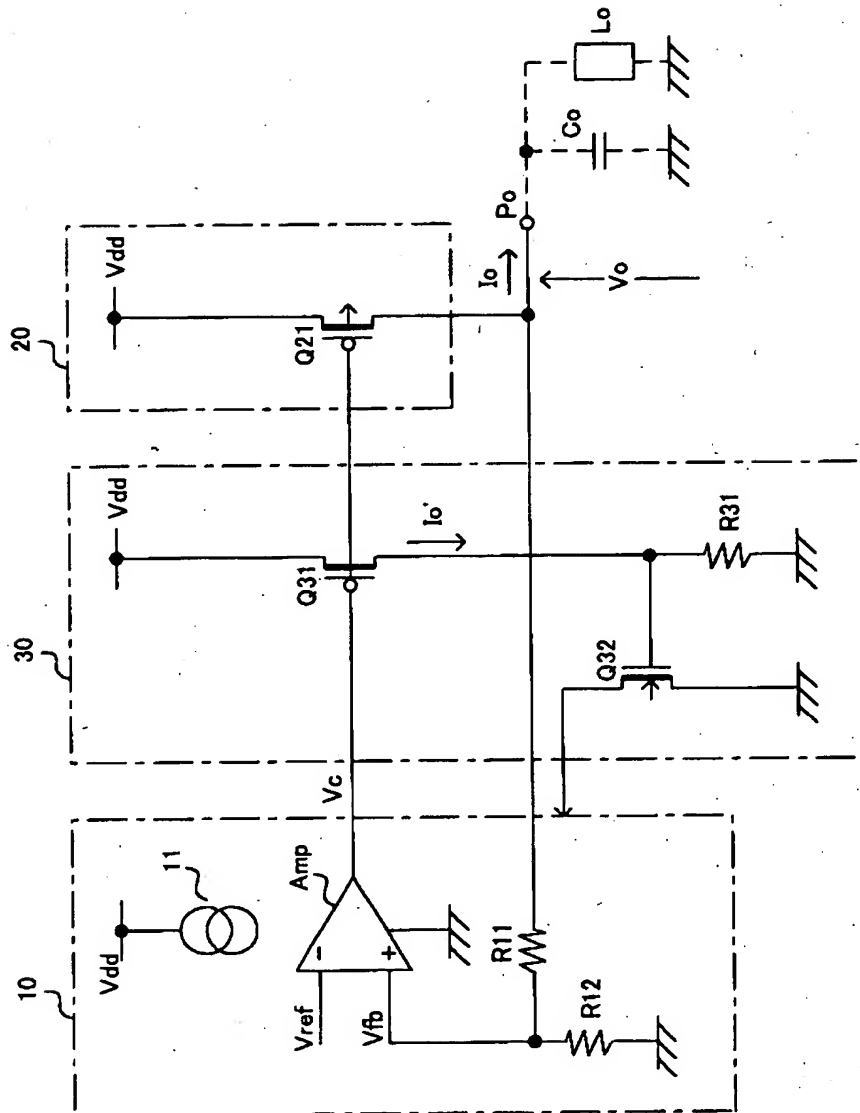 20
Vdd
Q21
Io
Po
Vo
Co
Lo
30
Vdd
Q31
Io'
Q32
R31
Vc
10
Vdd
11
Amp
Vref
Vfb
-
+
R11
R12